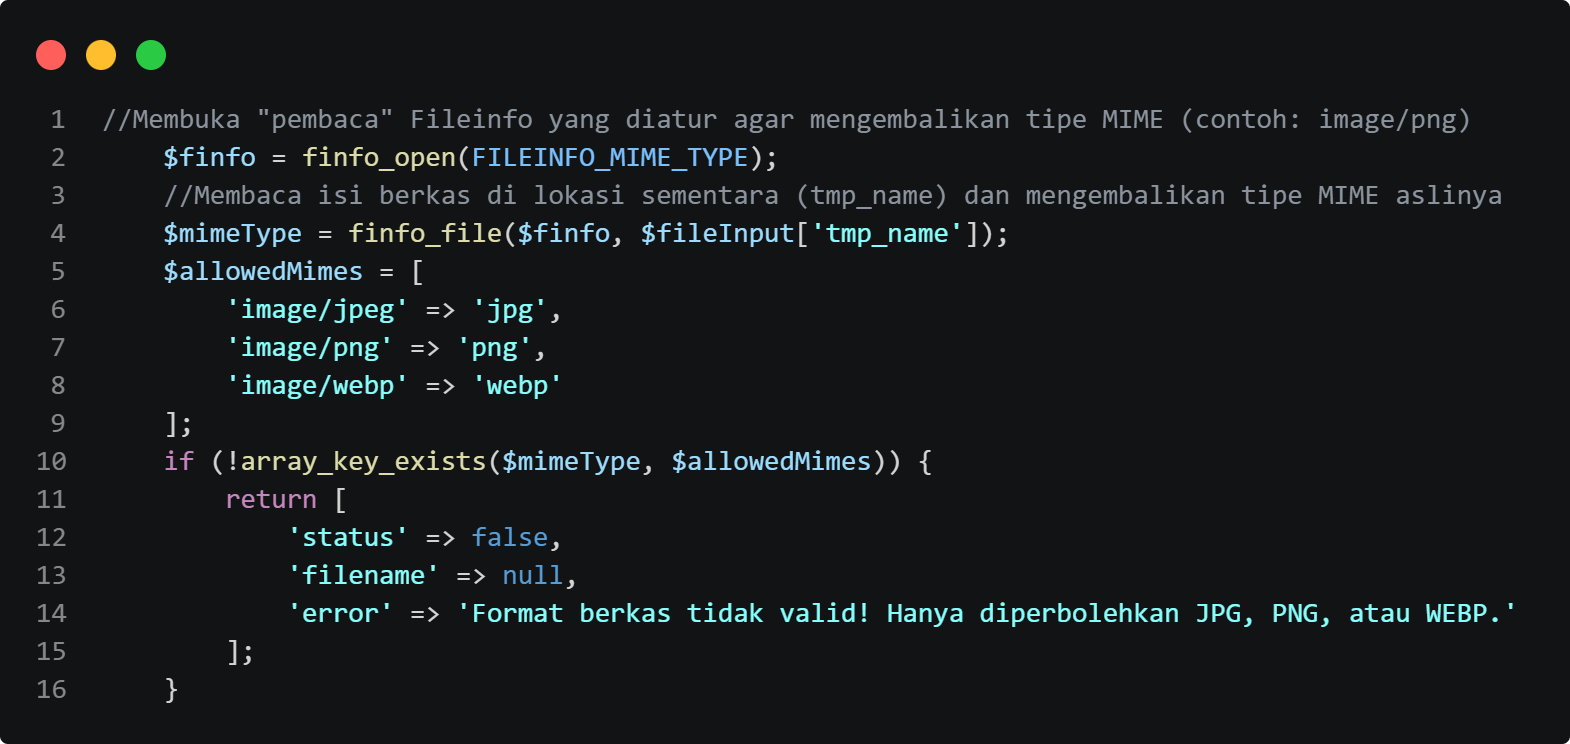 1 //Membuka "pembaca" Fileinfo yang diatur agar mengembalikan tipe MIME (contoh: image/png)
2     $finfo = finfo_open(FILEINFO_MIME_TYPE);
3     //Membaca isi berkas di lokasi sementara (tmp_name) dan mengembalikan tipe MIME aslinya
4     $mimeType = finfo_file($finfo, $fileInput['tmp_name']);
5     $allowedMimes = [
6         'image/jpeg' => 'jpg',
7         'image/png' => 'png',
8         'image/webp' => 'webp'
9     ];
10     if (!array_key_exists($mimeType, $allowedMimes)) {
11         return [
12             'status' => false,
13             'filename' => null,
14             'error' => 'Format berkas tidak valid! Hanya diperbolehkan JPG, PNG, atau WEBP.'
15         ];
16     }